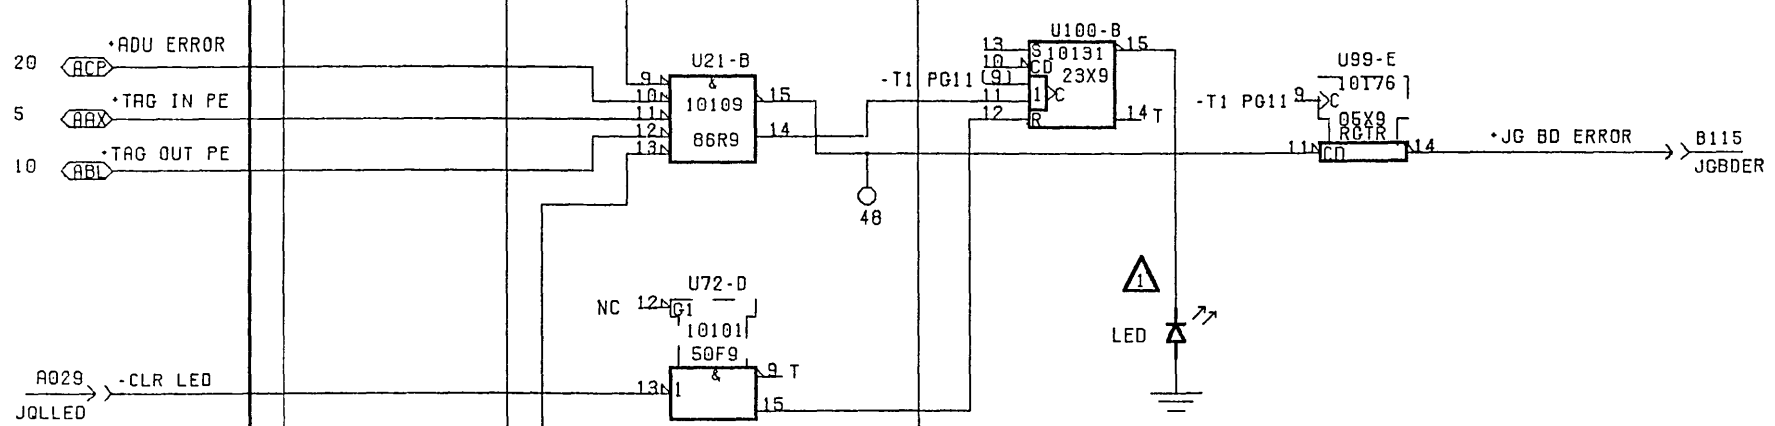 20 ACP +ADU ERROR
5 AAX +TAG IN PE
10 ABL +TAG OUT PE
U21-B
9 &
10 10109 15
11
12 86R9 14
13
48
U100-B
13 S 10131 15
10 CD 23X9
-T1 PG11 (9)
11 1 C
12 R 14 T
U99-E
10176
-T1 PG11 9 C
05X9
RGTR
11 CD 14
+JG BD ERROR B115
JGBDER
1
LED
U72-D
NC 12 G1
10101
50F9
& 9 T
13 1
15
A029 -CLR LED
JQLLED